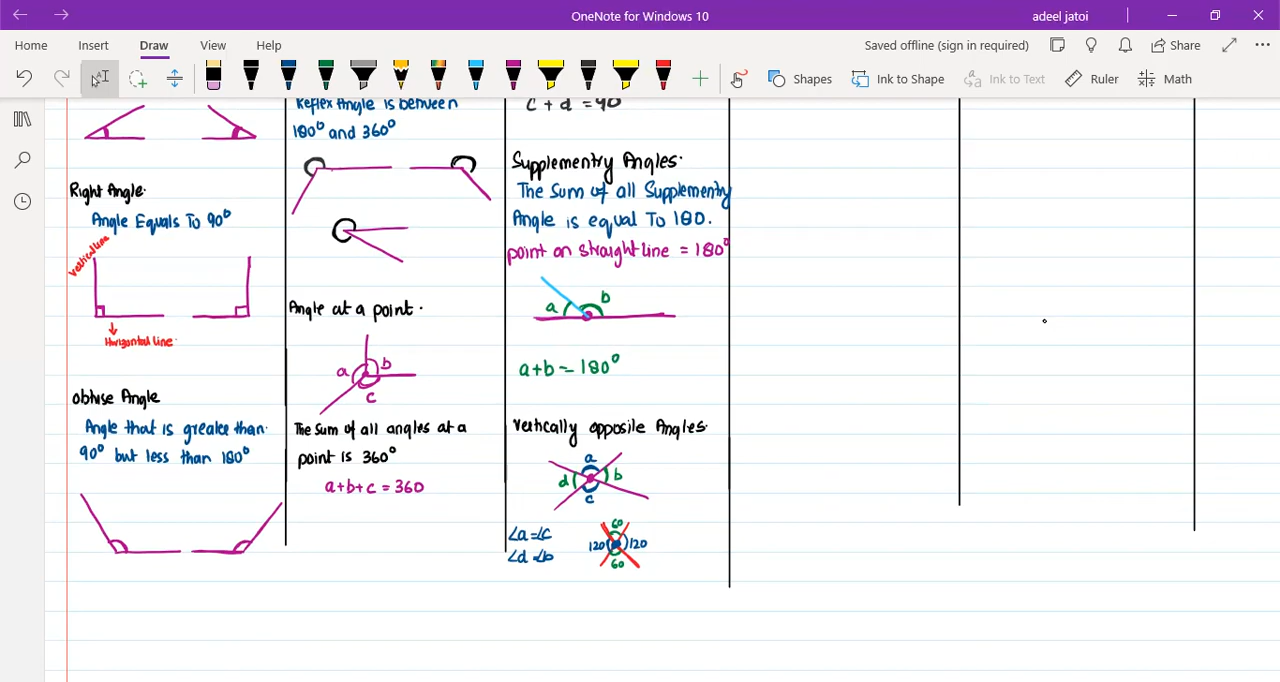 OneNote for Windows 10
adeel jatoi
Home
Insert
Draw
View
Help
Saved offline (sign in required)
Share
Shapes
Ink to Shape
Ink to Text
Ruler
Math
Right Angle.
Angle Equals To 90°
Vertical line
Horizontal line
Obtuse Angle
Angle that is greater than.
90° but less than 180°
Reflex Angle is between
180° and 360°
Angle at a point.
a
b
c
The Sum of all angles at a
point is 360°
a+b+c = 360
c + d = 90
Supplementry Angles.
The Sum of all Supplementry
Angle is equal To 180.
point on straight line = 180°
a
b
a+b = 180°
Vertically opposite Angles.
a
d
b
c
∠a=∠c
∠d=∠b
60
120
120
60